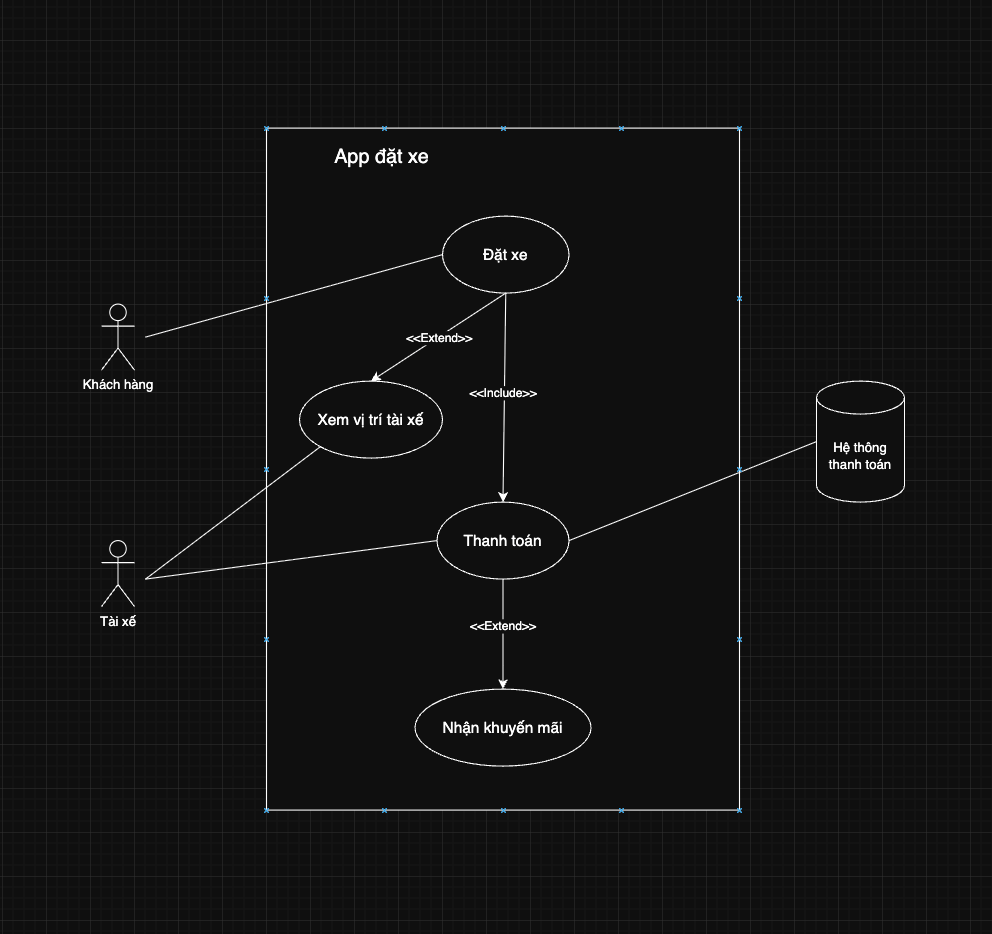 App đặt xe
Đặt xe
<<Extend>>
Khách hàng
<<Include>>
Xem vị trí tài xế
Hệ thông
thanh toán
Thanh toán
Tài xế
<<Extend>>
Nhận khuyến mãi